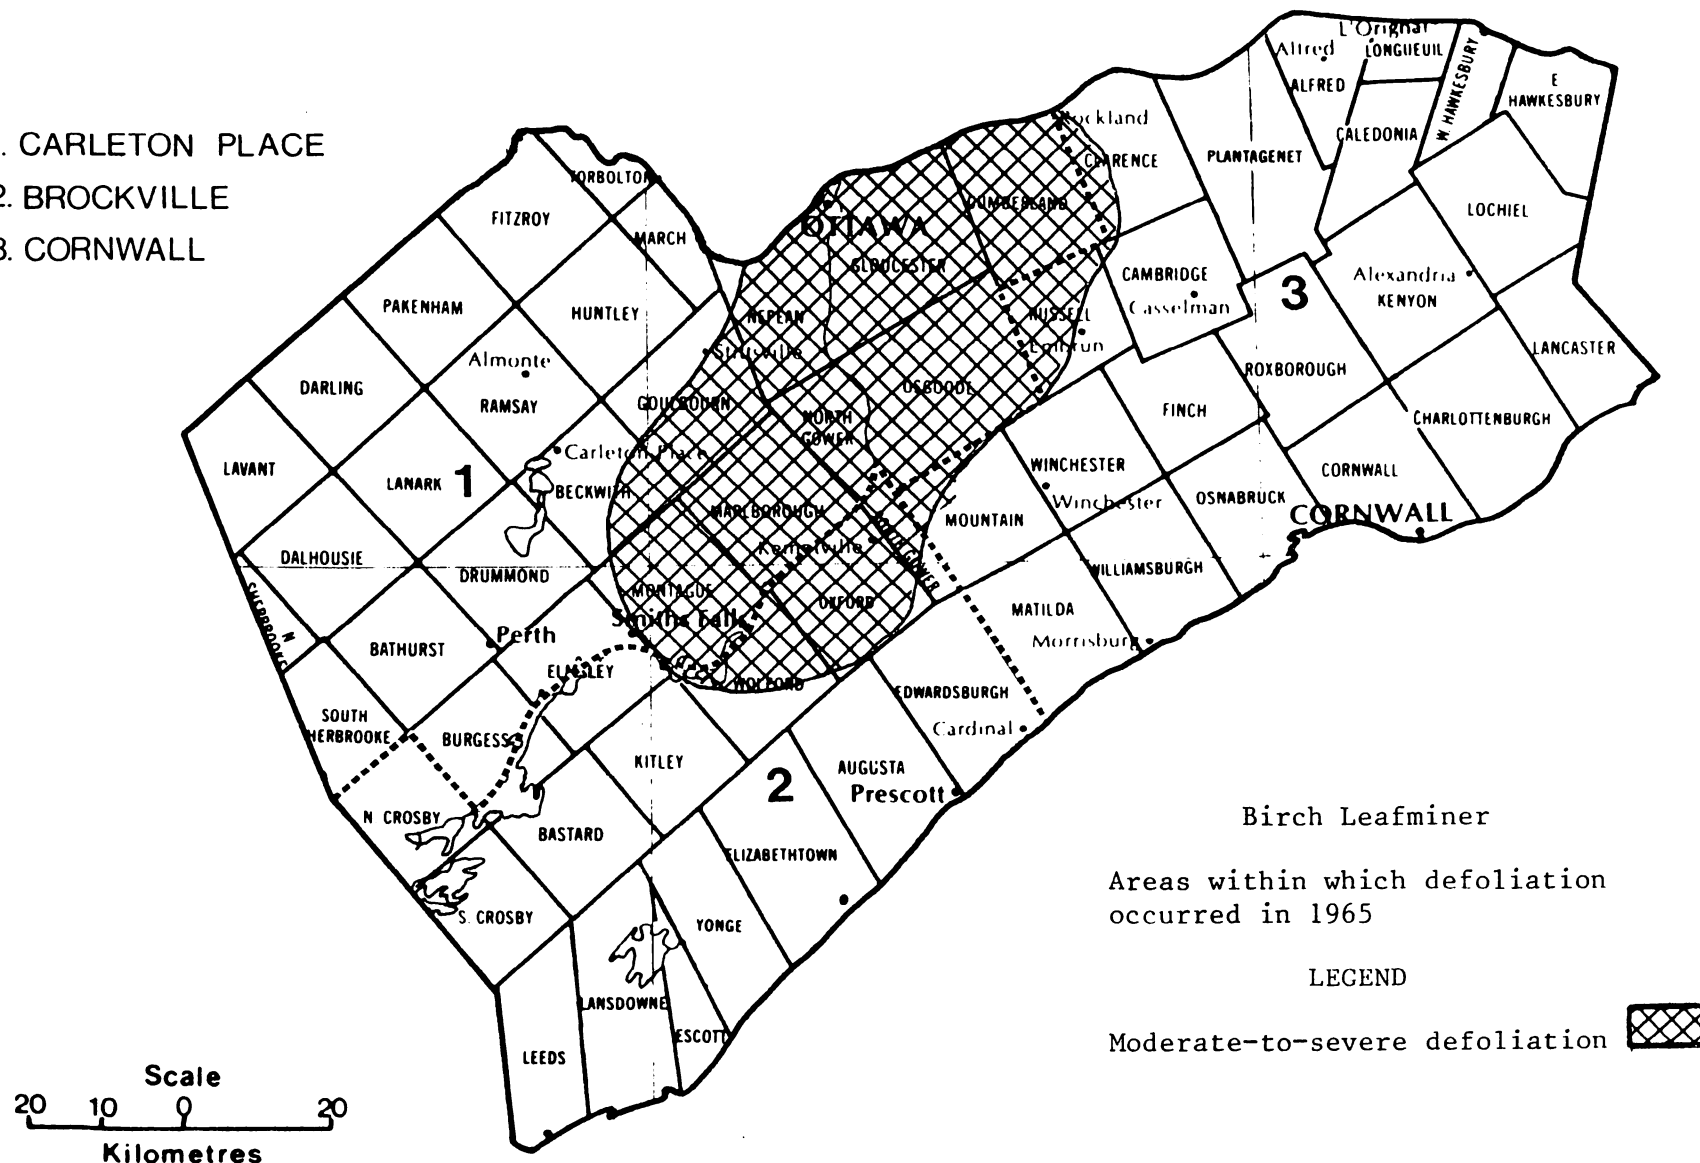 . CARLETON PLACE
2. BROCKVILLE
3. CORNWALL
L'Orignal
Alfred
LONGUEUIL
ALFRED
W. HAWKESBURY
E
HAWKESBURY
CALEDONIA
Rockland
CLARENCE
PLANTAGENET
LOCHIEL
TORBOLTON
FITZROY
MARCH
OTTAWA
CUMBERLAND
GLOUCESTER
CAMBRIDGE
Casselman
3
Alexandria
KENYON
PAKENHAM
HUNTLEY
NEPEAN
RUSSELL
Embrun
Stittsville
LANCASTER
Almonte
DARLING
RAMSAY
GOULBOURN
NORTH
GOWER
OSGOODE
ROXBOROUGH
FINCH
CHARLOTTENBURGH
Carleton Place
LAVANT
LANARK
1
BECKWITH
MARLBOROUGH
WINCHESTER
Winchester
CORNWALL
OSNABRUCK
CORNWALL
MOUNTAIN
Kemptville
SOUTH GOWER
DALHOUSIE
DRUMMOND
MONTAGUE
OXFORD
WILLIAMSBURGH
MATILDA
Morrisburg
N
SHERBROOKE
BATHURST
Perth
Smiths Falls
ELMSLEY
WOLFORD
EDWARDSBURGH
Cardinal
SOUTH
SHERBROOKE
BURGESS
KITLEY
2
AUGUSTA
Prescott
N CROSBY
BASTARD
ELIZABETHTOWN
S. CROSBY
YONGE
LANSDOWNE
ESCOTT
LEEDS
Birch Leafminer
Areas within which defoliation
occurred in 1965
LEGEND
Moderate-to-severe defoliation
Scale
20 10 0 20
Kilometres